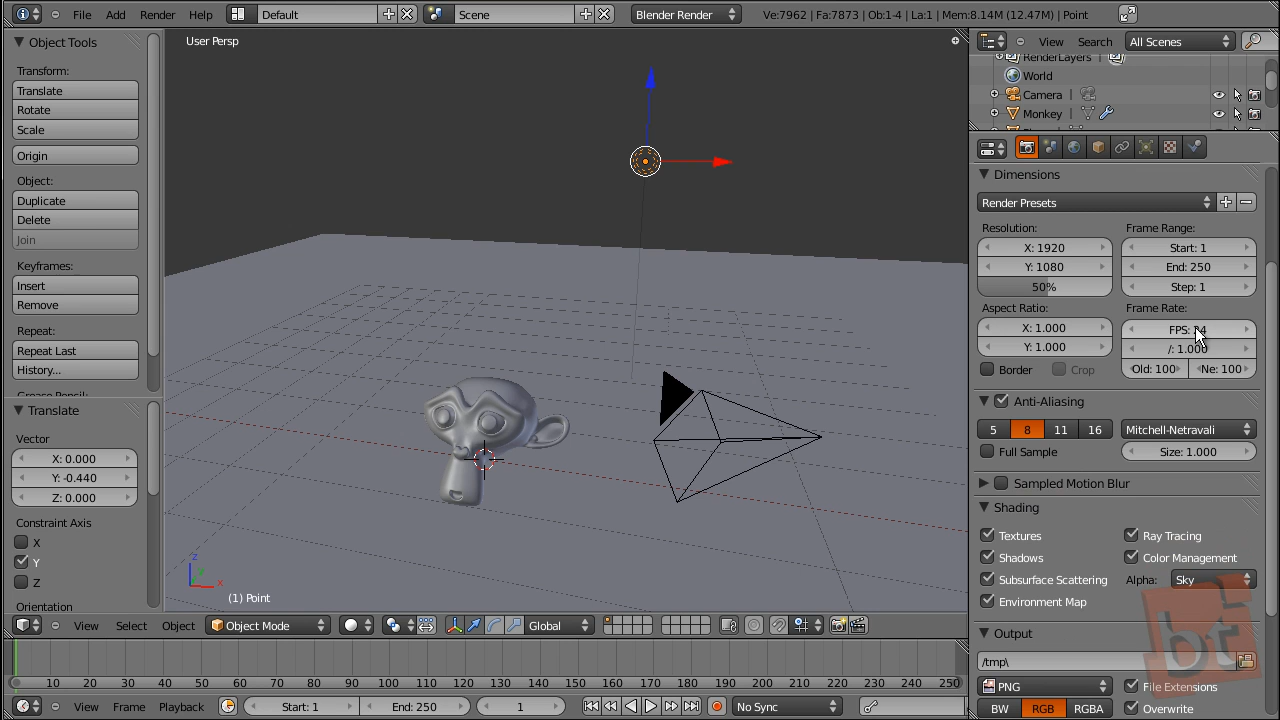 File Add Render Help Default Scene Blender Render Ve:7962 | Fa:7873 | Ob:1-4 | La:1 | Mem:8.14M (12.47M) | Point
Object Tools
Transform:
Translate
Rotate
Scale
Origin
Object:
Duplicate
Delete
Join
Keyframes:
Insert
Remove
Repeat:
Repeat Last
History...
Translate
Vector
X: 0.000
Y: -0.440
Z: 0.000
Constraint Axis
X
Y
Z
Orientation
User Persp
z
y
x
(1) Point
View Select Object Object Mode Global
10 20 30 40 50 60 70 80 90 100 110 120 130 140 150 160 170 180 190 200 210 220 230 240 250
View Frame Playback Start: 1 End: 250 1 No Sync
View Search All Scenes
RenderLayers
World
Camera
Monkey
Dimensions
Render Presets
Resolution: Frame Range:
X: 1920 Start: 1
Y: 1080 End: 250
50% Step: 1
Aspect Ratio: Frame Rate:
X: 1.000 FPS:
Y: 1.000 /: 1.000
Border Crop Old: 100 Ne: 100
Anti-Aliasing
5 8 11 16 Mitchell-Netravali
Full Sample Size: 1.000
Sampled Motion Blur
Shading
Textures Ray Tracing
Shadows Color Management
Subsurface Scattering Alpha: Sky
Environment Map
bt
Output
/tmp\
PNG File Extensions
BW RGB RGBA Overwrite